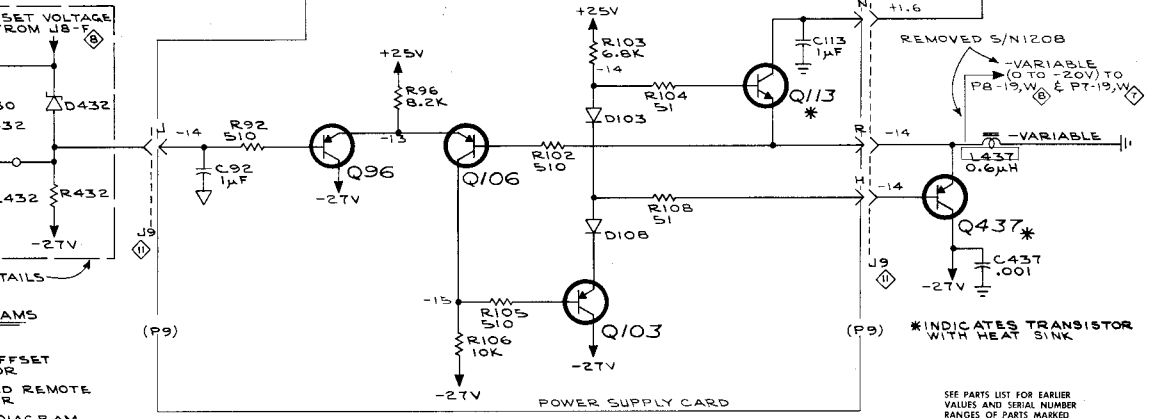 SET VOLTAGE
FROM J8-F 8
D432
30
432
L432
R432
-27V
TAILS
AMS
FFSET
OR
D REMOTE
R
DIAGRAM
J
-14
J9
11
(P9)
R92
510
C92
1µF
Q96
-27V
+25V
R96
8.2K
-13
Q106
R102
510
-15
R105
510
R106
10K
-27V
+25V
R103
6.8K
-14
R104
51
D103
R108
51
D108
Q103
-27V
POWER SUPPLY CARD
Q113
*
C113
1µF
N
+1.6
R
-14
H
-14
J9
11
(P9)
REMOVED S/N1208
-VARIABLE
(0 TO -20V) TO
P8-19,W 8 & P7-19,W 7
-VARIABLE
L437
0.6µH
Q437*
C437
.001
-27V
*INDICATES TRANSISTOR
WITH HEAT SINK
SEE PARTS LIST FOR EARLIER
VALUES AND SERIAL NUMBER
RANGES OF PARTS MARKED